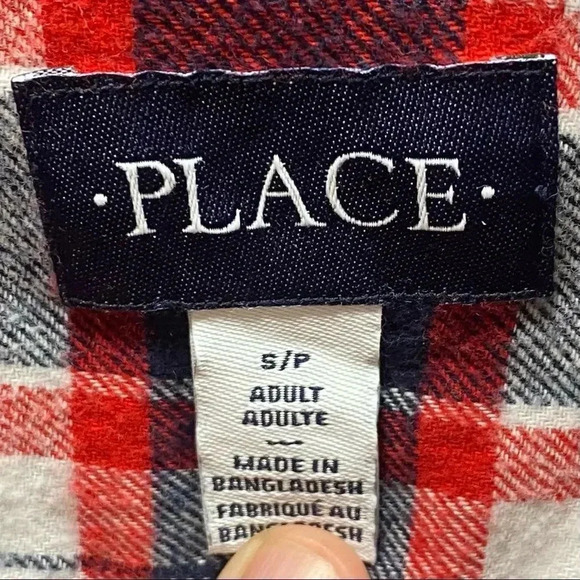 ·PLACE·
S/P
ADULT
ADULTE
MADE IN
BANGLADESH
FABRIQUÉ AU
BANGLADESH